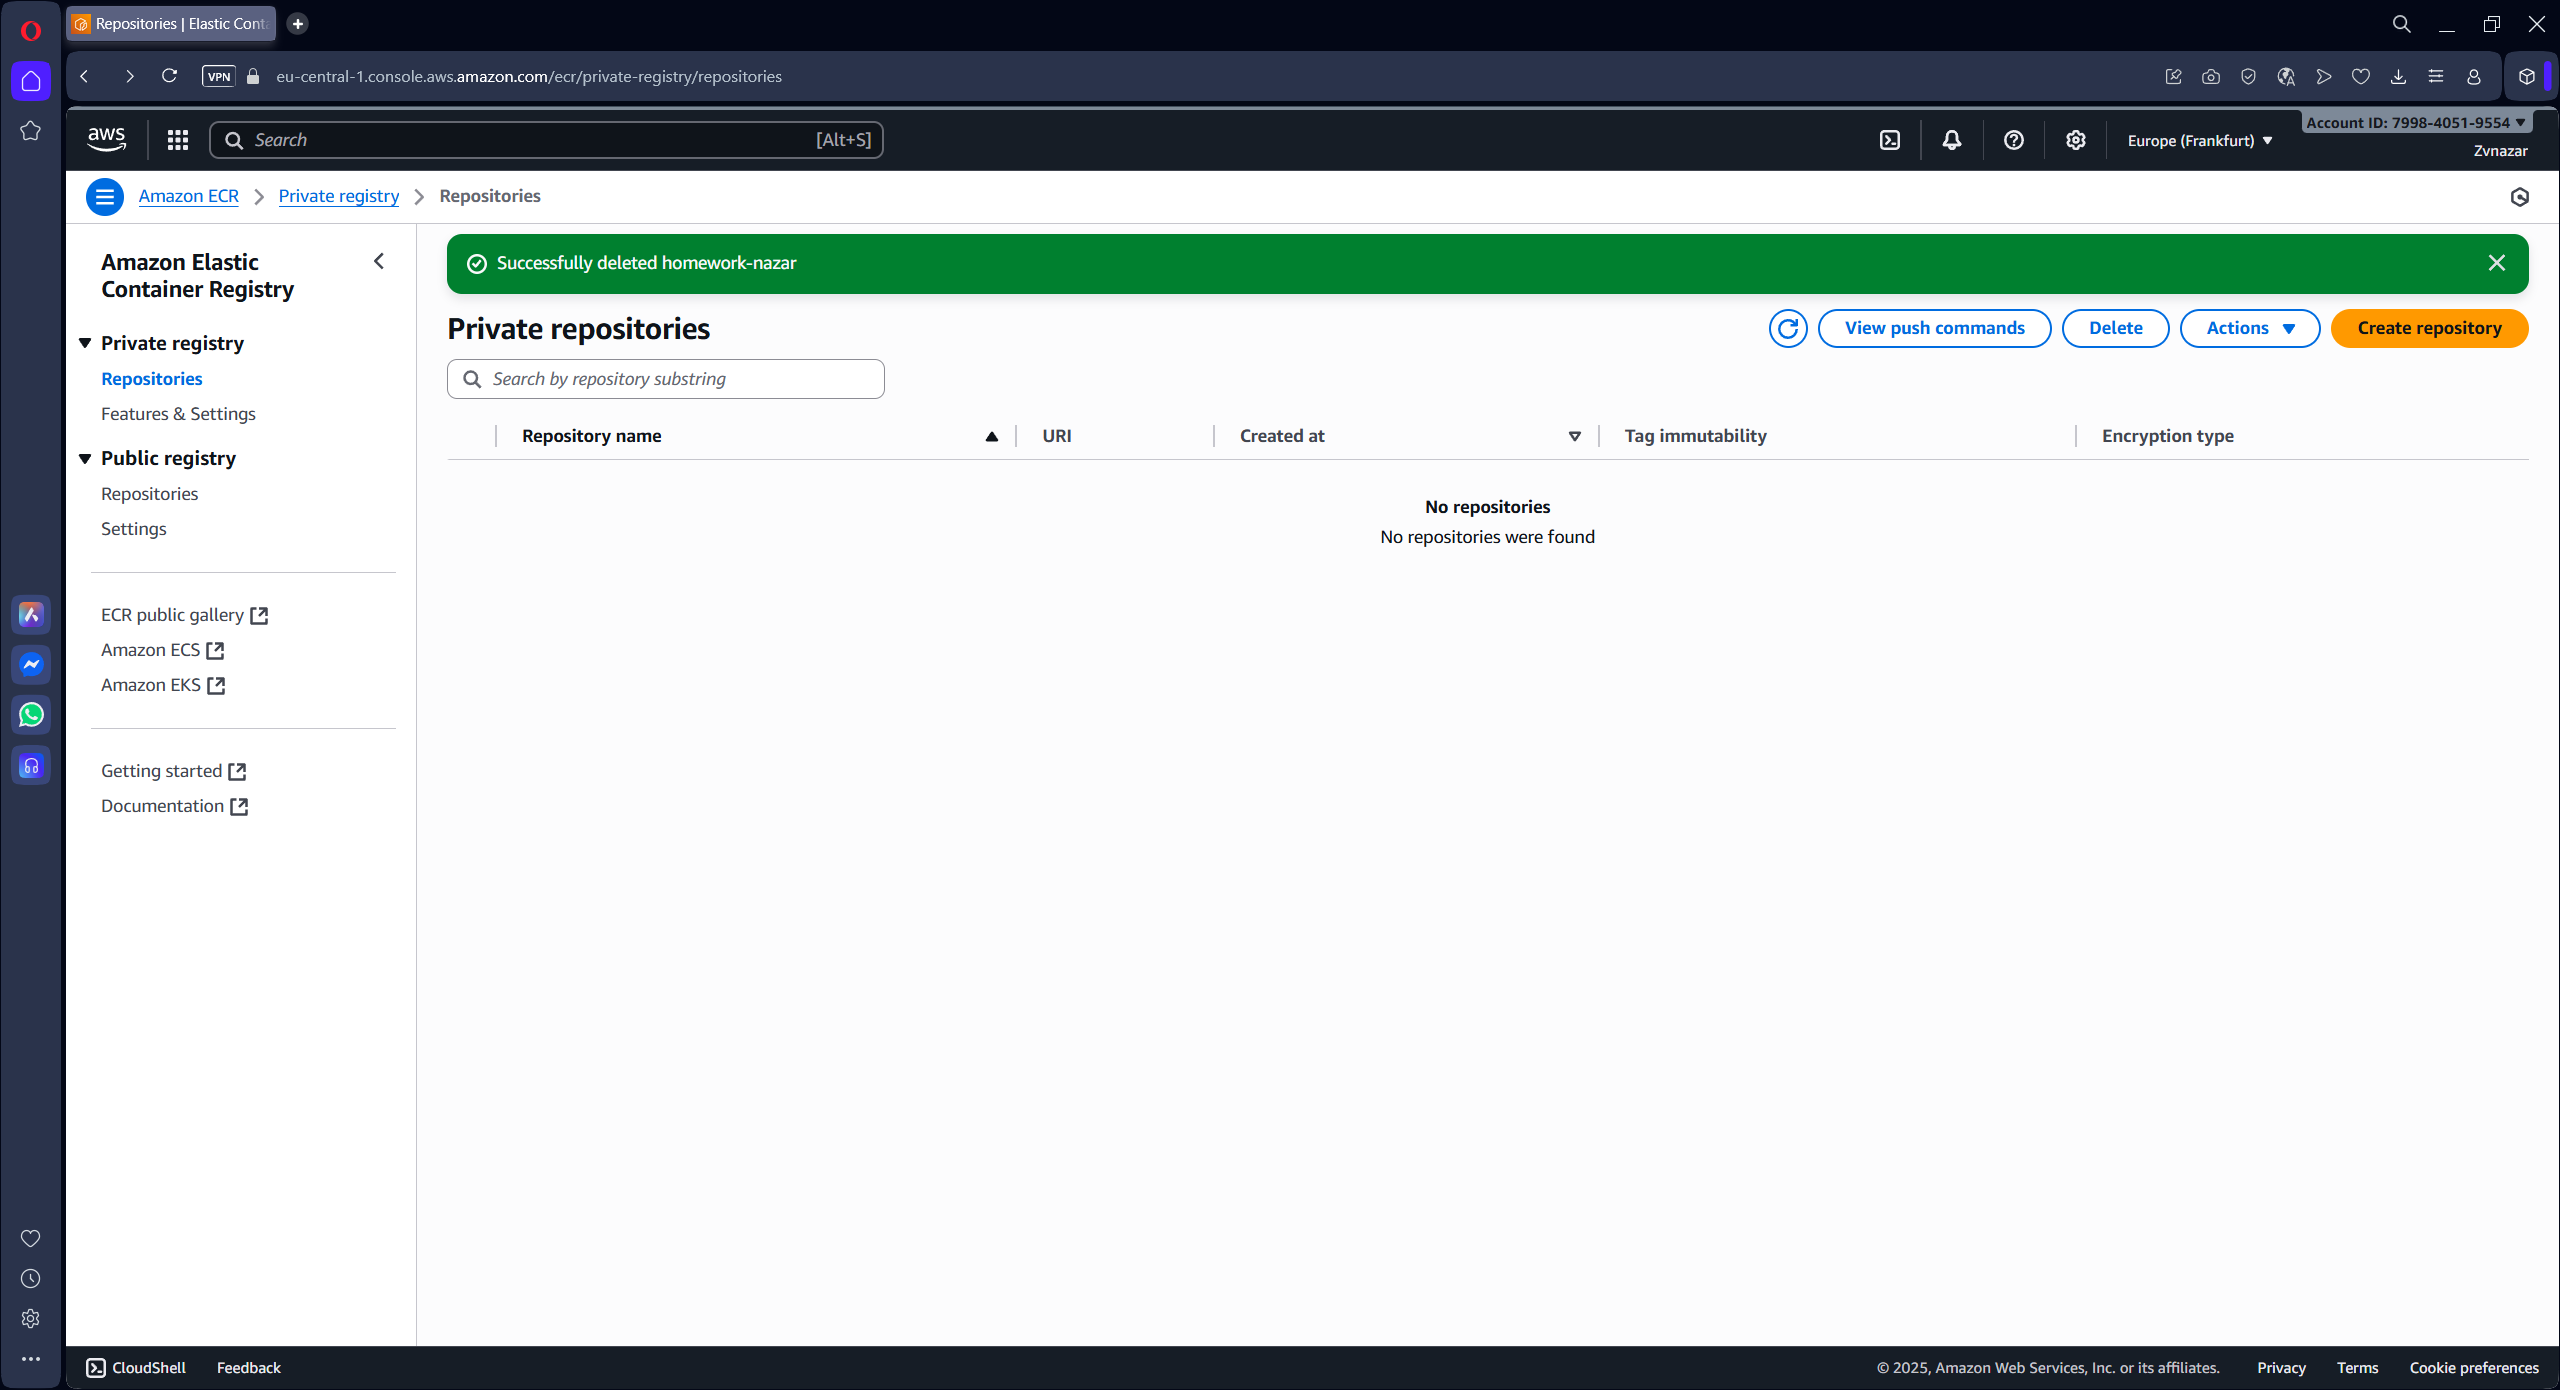 Repositories | Elastic Conta
VPN
eu-central-1.console.aws.amazon.com/ecr/private-registry/repositories
aws
Search
[Alt+S]
Europe (Frankfurt)
Account ID: 7998-4051-9554
Zvnazar
Amazon ECR
Private registry
Repositories
Amazon Elastic
Container Registry
Private registry
Repositories
Features & Settings
Public registry
Repositories
Settings
ECR public gallery
Amazon ECS
Amazon EKS
Getting started
Documentation
Successfully deleted homework-nazar
Private repositories
View push commands
Delete
Actions
Create repository
Search by repository substring
Repository name
URI
Created at
Tag immutability
Encryption type
No repositories
No repositories were found
CloudShell
Feedback
© 2025, Amazon Web Services, Inc. or its affiliates.
Privacy
Terms
Cookie preferences